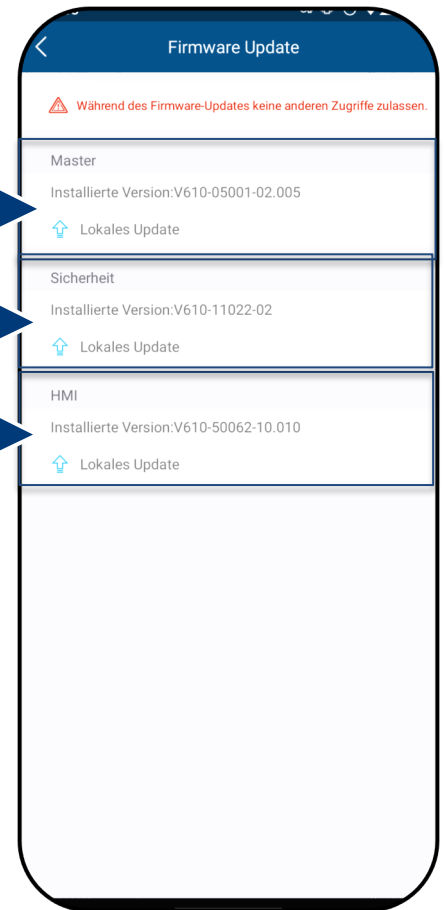 Firmware Update
Während des Firmware-Updates keine anderen Zugriffe zulassen.
Master
Installierte Version:V610-05001-02.005
Lokales Update
Sicherheit
Installierte Version:V610-11022-02
Lokales Update
HMI
Installierte Version:V610-50062-10.010
Lokales Update